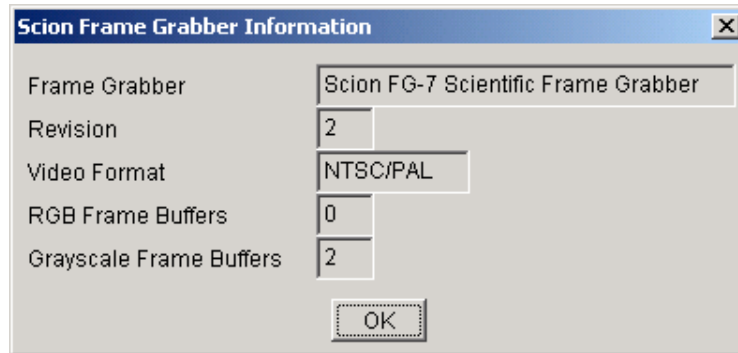 Scion Frame Grabber Information
Frame Grabber Scion FG-7 Scientific Frame Grabber
Revision 2
Video Format NTSC/PAL
RGB Frame Buffers 0
Grayscale Frame Buffers 2
OK